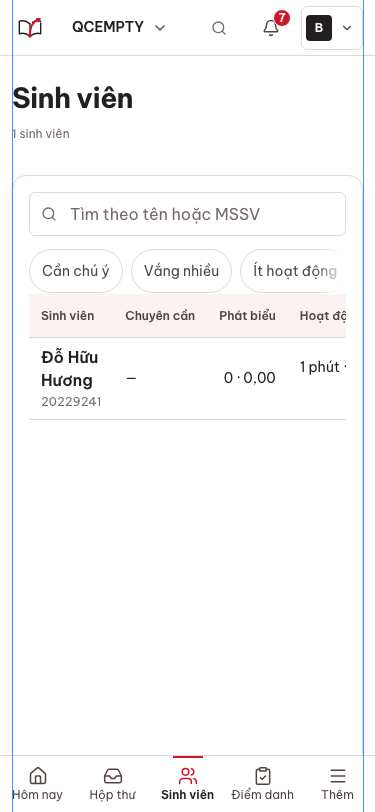 QCEMPTY
7
B
Sinh viên
1 sinh viên
Tìm theo tên hoặc MSSV
Cần chú ý
Vắng nhiều
Ít hoạt động
Sinh viên
Chuyên cần
Phát biểu
Hoạt độ
Đỗ Hữu
Hương
20229241
–
0 · 0,00
1 phút ·
Hôm nay
Hộp thư
Sinh viên
Điểm danh
Thêm